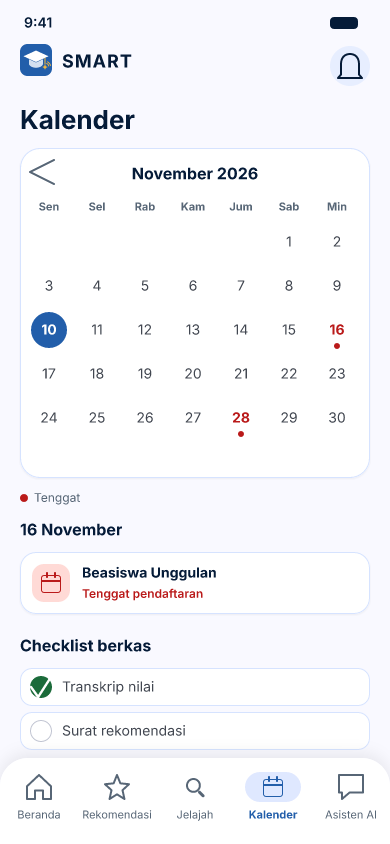 9:41
SMART
Kalender
November 2026
Sen Sel Rab Kam Jum Sab Min
1 2
3 4 5 6 7 8 9
10 11 12 13 14 15 16
17 18 19 20 21 22 23
24 25 26 27 28 29 30
Tenggat
16 November
Beasiswa Unggulan
Tenggat pendaftaran
Checklist berkas
Transkrip nilai
Surat rekomendasi
Beranda Rekomendasi Jelajah Kalender Asisten AI